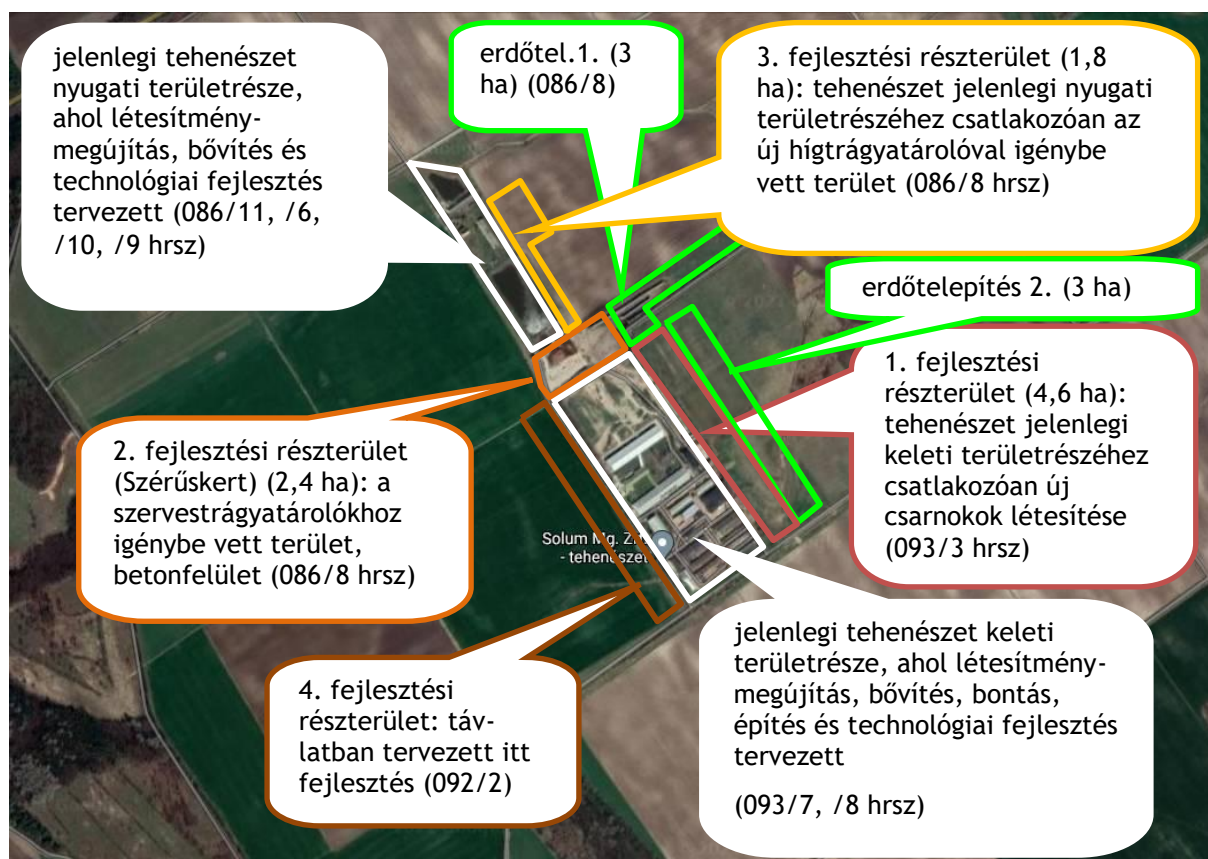 jelenlegi tehenészet
nyugati területrésze,
ahol létesítmény-
megújítás, bővítés és
technológiai fejlesztés
tervezett (086/11, /6,
/10, /9 hrsz)
erdőtel.1. (3
ha) (086/8)
3. fejlesztési részterület (1,8
ha): tehenészet jelenlegi nyugati
területrészéhez csatlakozóan az
új hígtrágyatárolóval igénybe
vett terület (086/8 hrsz)
erdőtelepítés 2. (3 ha)
1. fejlesztési
részterület (4,6 ha):
tehenészet jelenlegi
keleti területrészéhez
csatlakozóan új
csarnokok létesítése
(093/3 hrsz)
2. fejlesztési részterület
(Szérűskert) (2,4 ha): a
szervestrágyatárolókhoz
igénybe vett terület,
betonfelület (086/8 hrsz)
Solum Mg.
- tehenészet
4. fejlesztési
részterület: táv-
latban tervezett itt
fejlesztés (092/2)
jelenlegi tehenészet keleti
területrésze, ahol létesítmény-
megújítás, bővítés, bontás,
építés és technológiai fejlesztés
tervezett
(093/7, /8 hrsz)